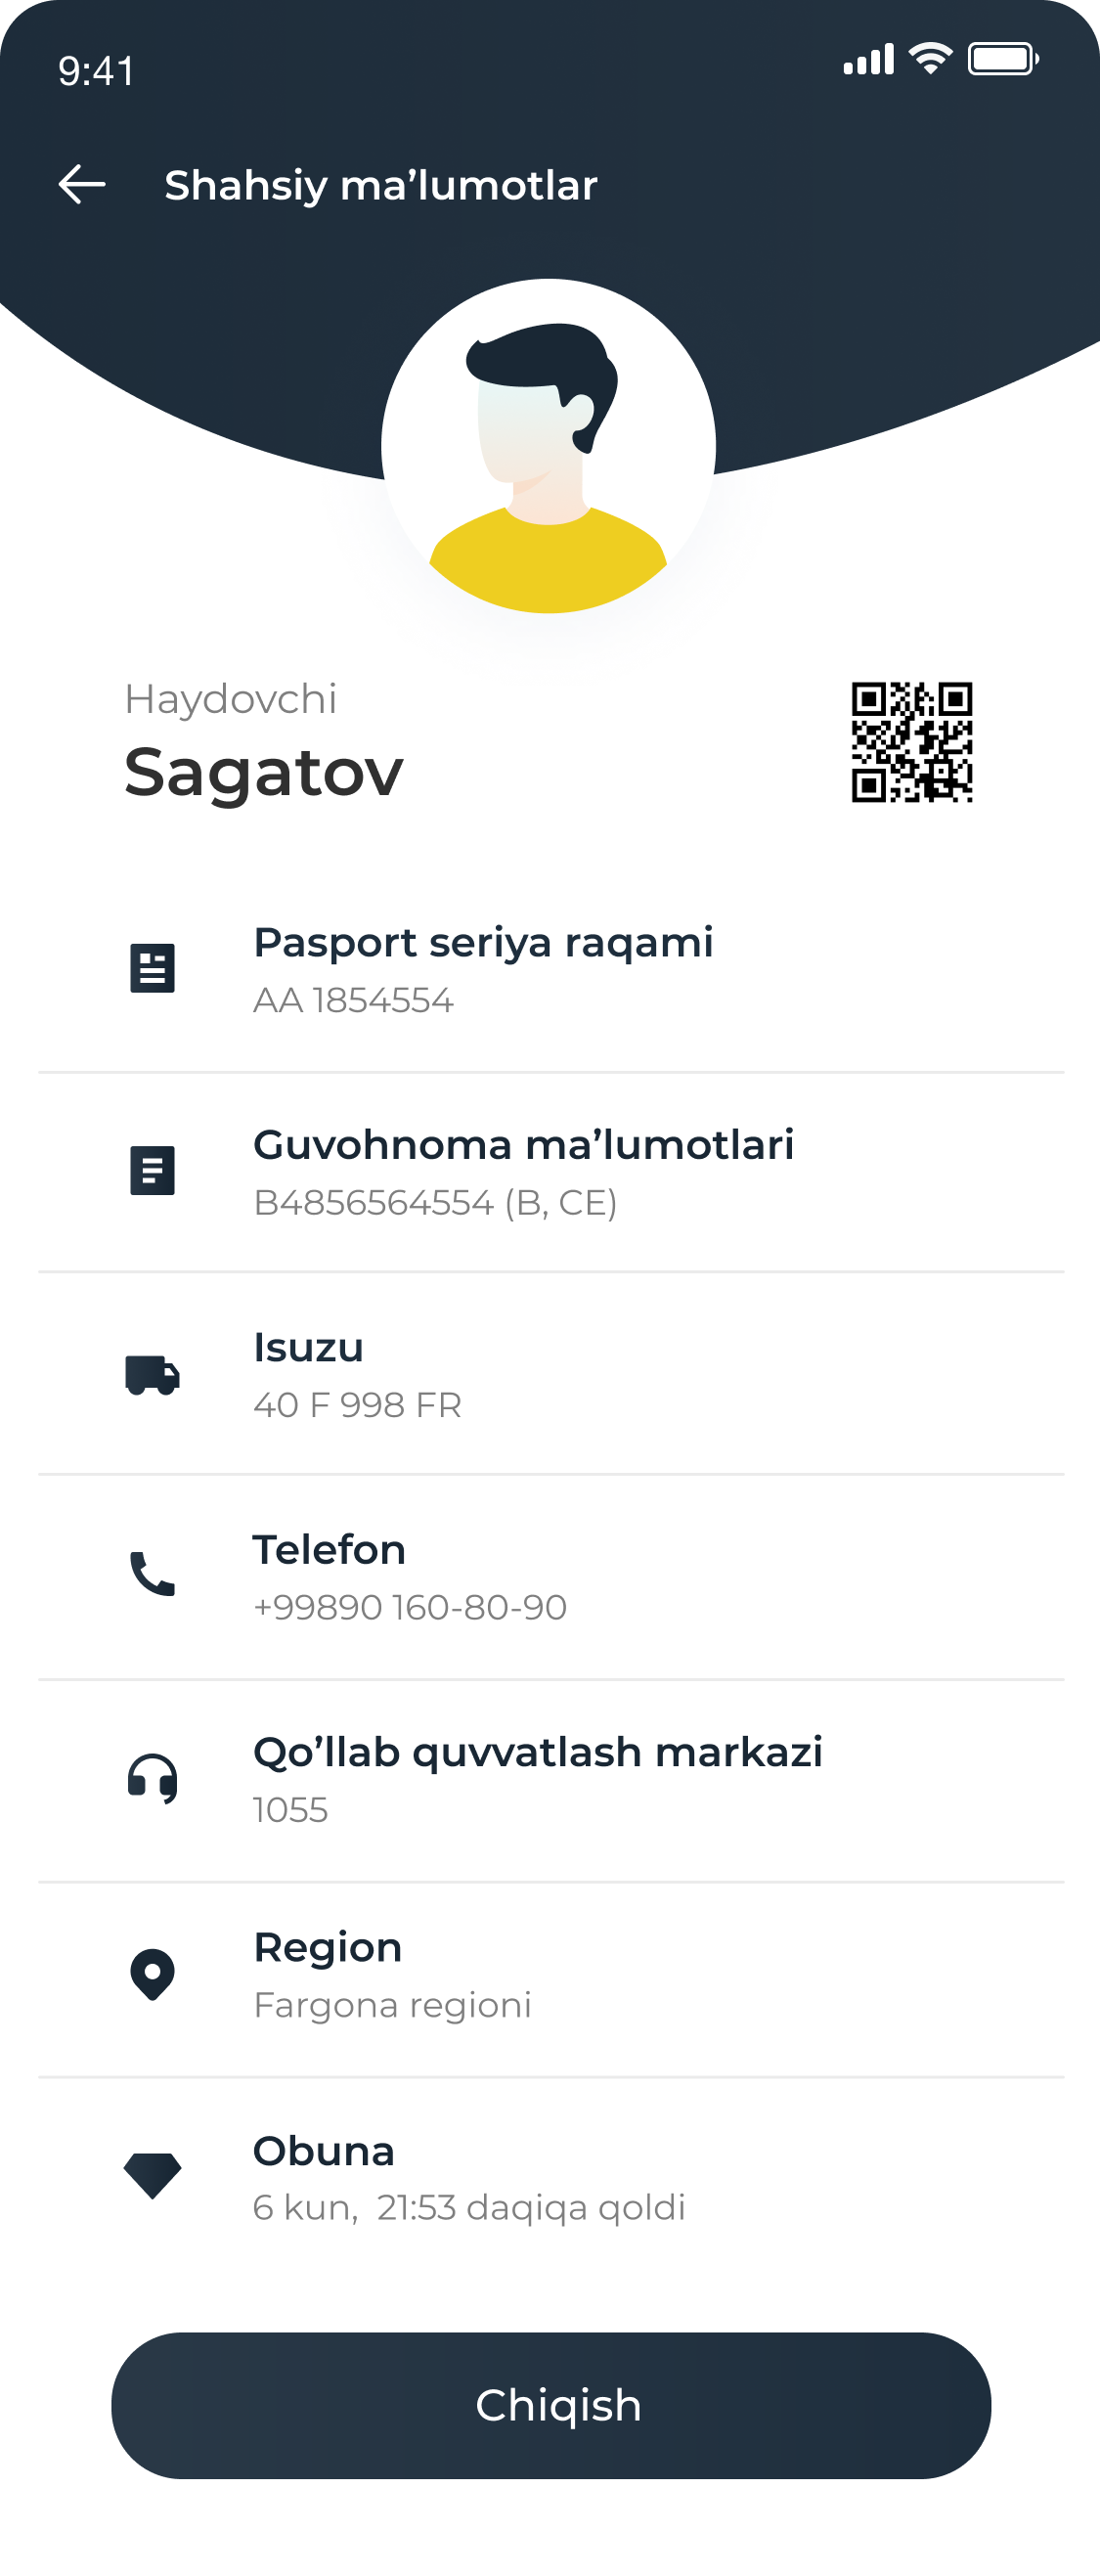 9:41
Shahsiy ma’lumotlar
Haydovchi
Sagatov
Pasport seriya raqami
AA 1854554
Guvohnoma ma’lumotlari
B4856564554 (B, CE)
Isuzu
40 F 998 FR
Telefon
+99890 160-80-90
Qo’llab quvvatlash markazi
1055
Region
Fargona regioni
Obuna
6 kun,  21:53 daqiqa qoldi
Chiqish